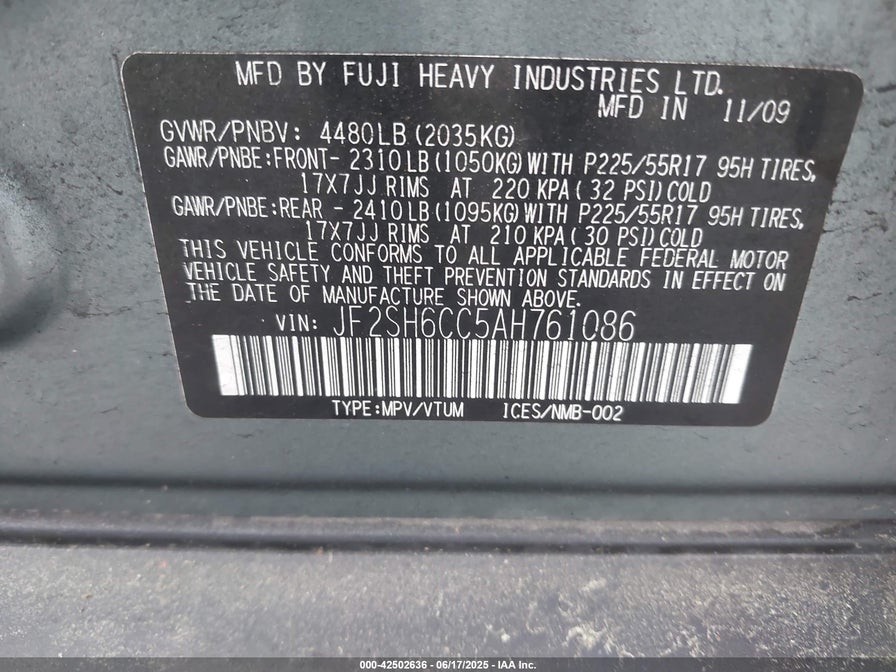 MFD BY FUJI HEAVY INDUSTRIES LTD.
MFD IN 11/09
GVWR/PNBV: 4480LB (2035KG)
GAWR/PNBE:FRONT- 2310LB(1050KG)WITH P225/55R17 95H TIRES,
17X7JJ RIMS AT 220 KPA(32 PSI)COLD
GAWR/PNBE:REAR - 2410LB(1095KG)WITH P225/55R17 95H TIRES,
17X7JJ RIMS AT 210 KPA(30 PSI)COLD
THIS VEHICLE CONFORMS TO ALL APPLICABLE FEDERAL MOTOR
VEHICLE SAFETY AND THEFT PREVENTION STANDARDS IN EFFECT ON
THE DATE OF MANUFACTURE SHOWN ABOVE.
VIN: JF2SH6CC5AH761086
TYPE:MPV/VTUM ICES/NMB-002
000-42502636 - 06/17/2025 - IAA Inc.